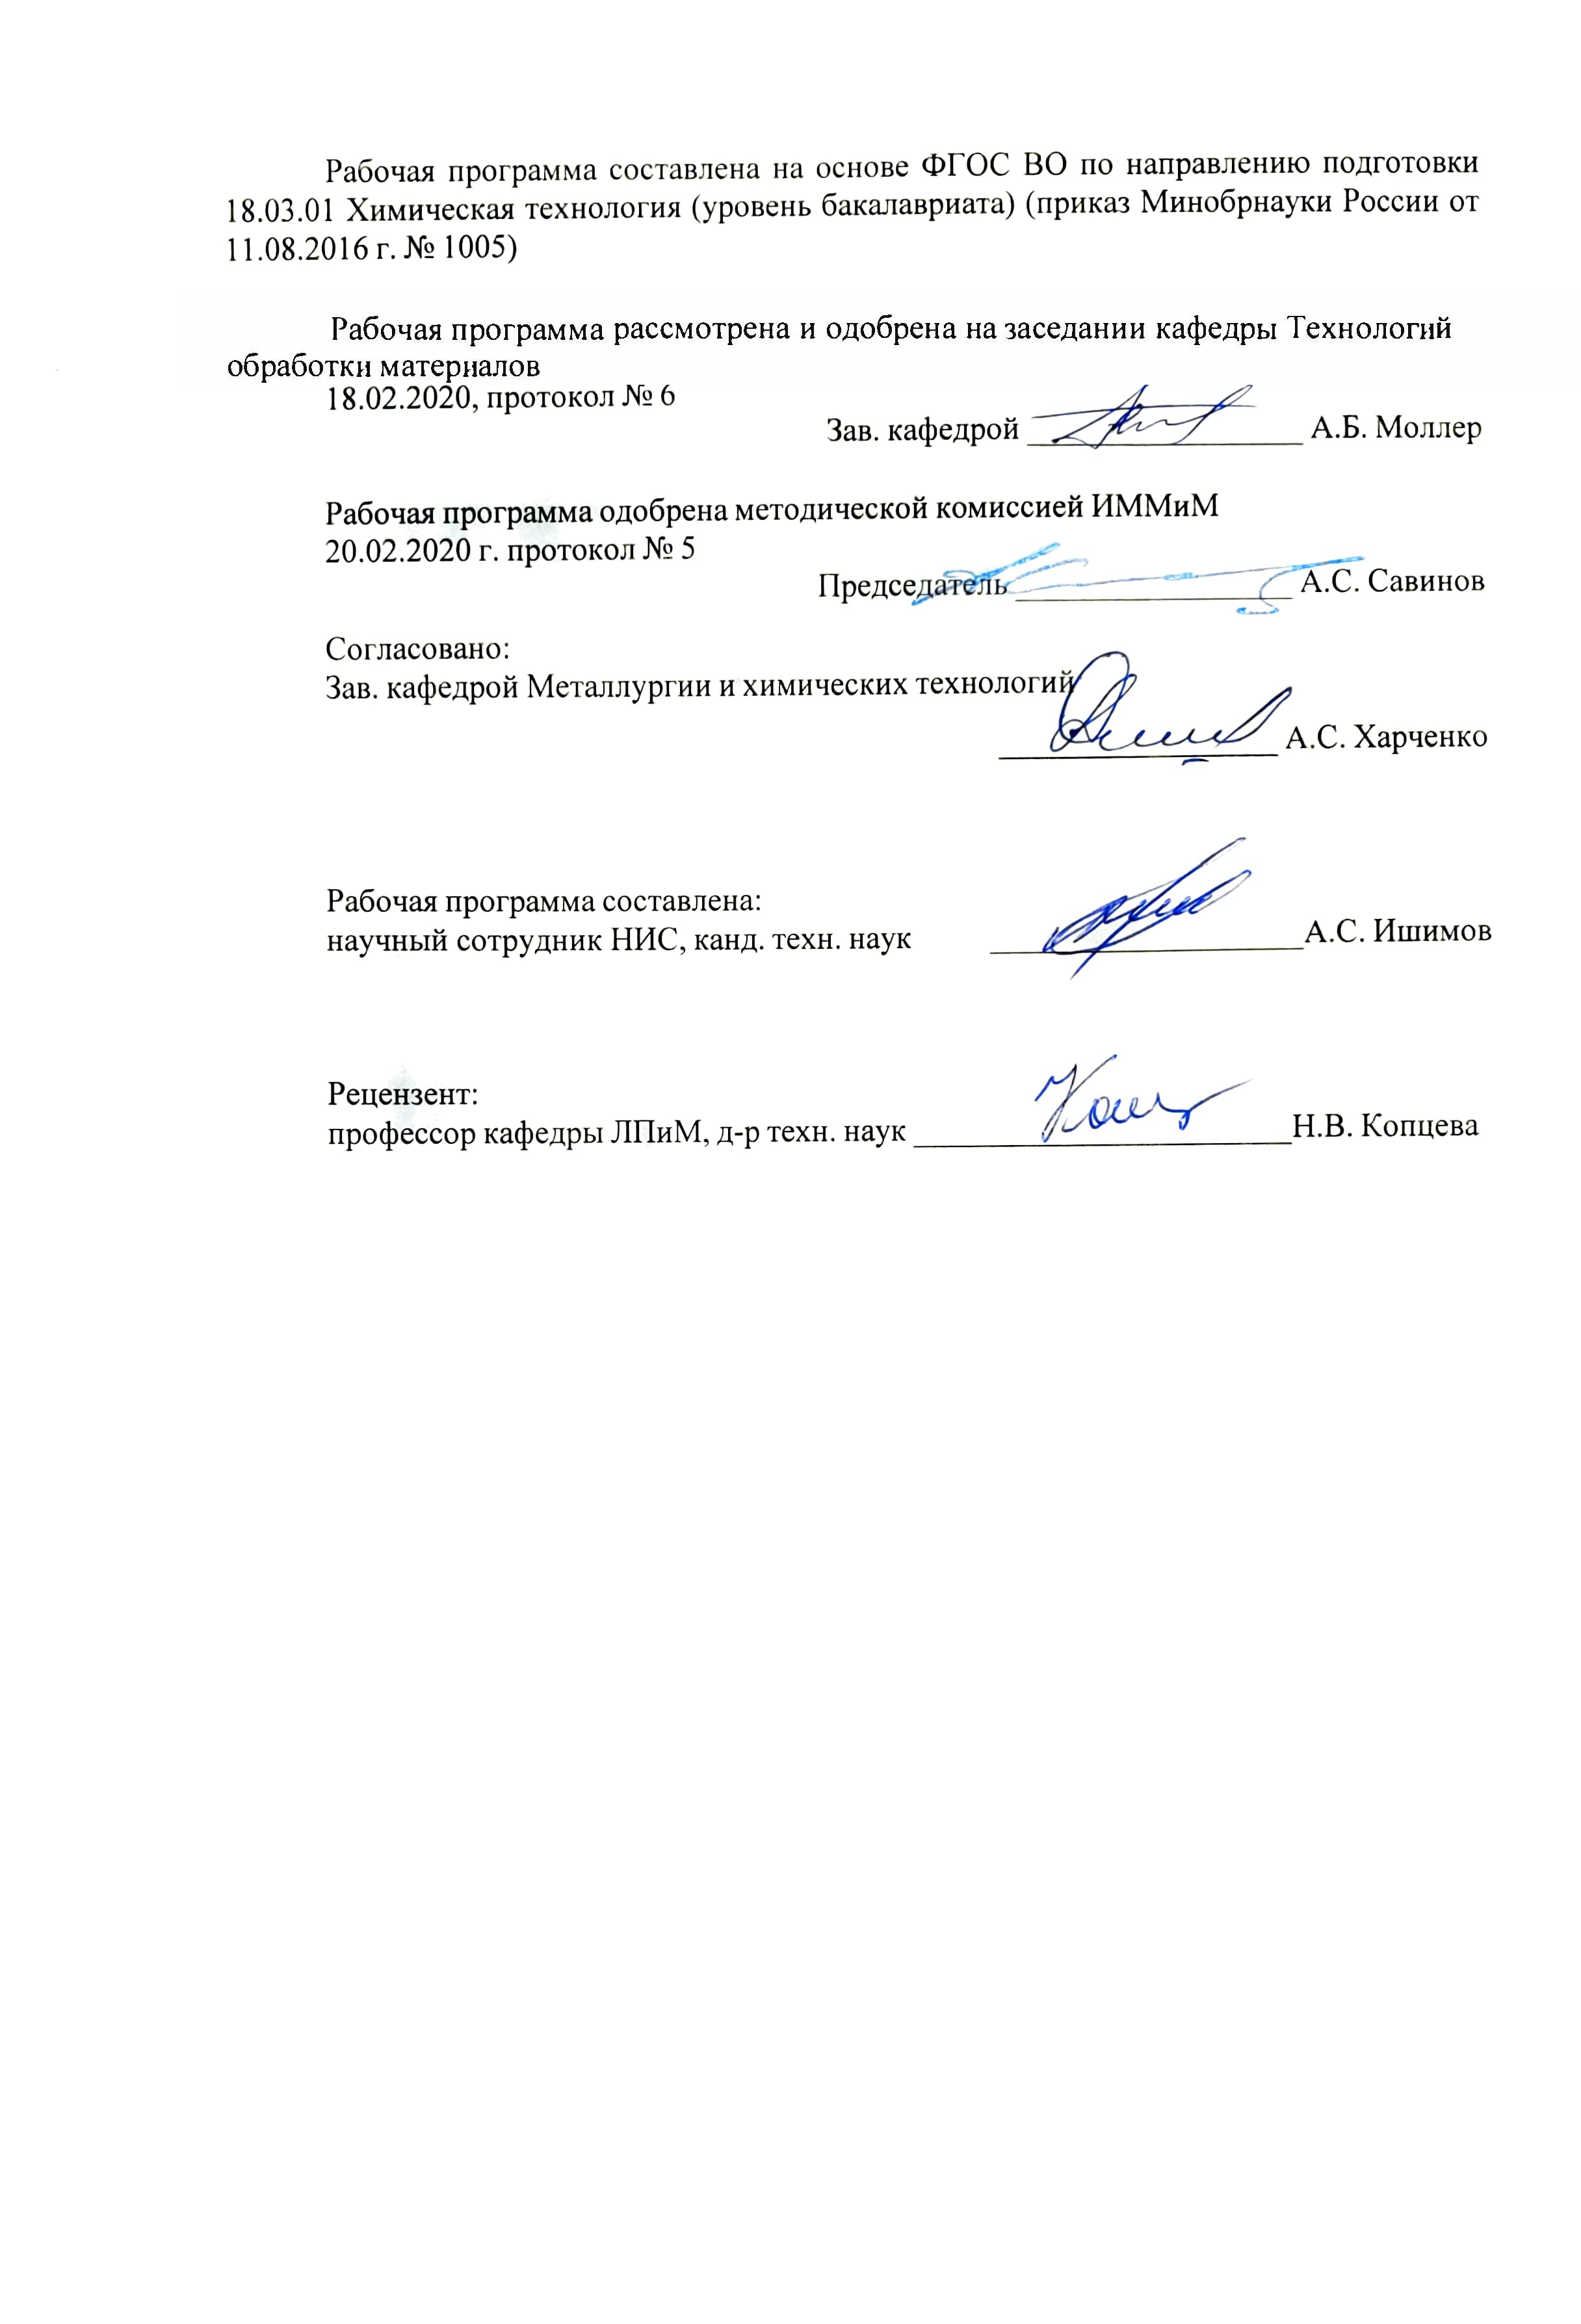 Рабочая программа составлена на основе ФГОС ВО по направлению подготовки
18.03.01 Химическая технология (уровень бакалавриата) (приказ Минобрнауки России от
11.08.2016 г. № 1005)
Рабочая программа рассмотрена и одобрена на заседании кафедры Технологий
обработки материалов
18.02.2020, протокол № 6
Зав. кафедрой А.Б. Моллер
Рабочая программа одобрена методической комиссией ИММиМ
20.02.2020 г. протокол № 5
Председатель А.С. Савинов
Согласовано:
Зав. кафедрой Металлургии и химических технологий
А.С. Харченко
Рабочая программа составлена:
научный сотрудник НИС, канд. техн. наук А.С. Ишимов
Рецензент:
профессор кафедры ЛПиМ, д-р техн. наук Н.В. Копцева